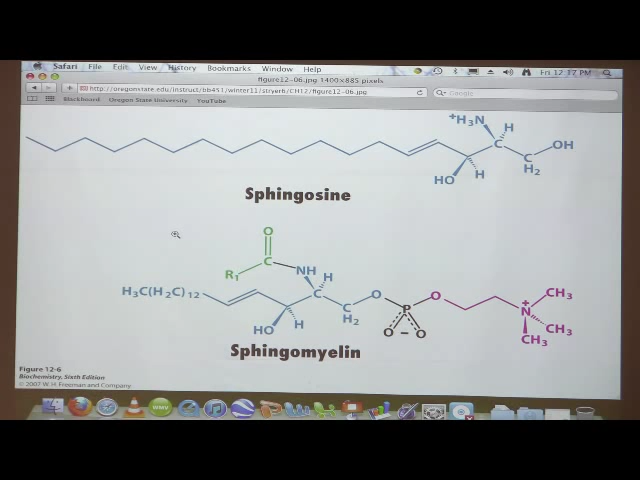 Safari File Edit View History Bookmarks Window Help Fri 12:17 PM
figure12-06.jpg 1400×885 pixels
http://oregonstate.edu/instruct/bb451/winter11/stryer6/CH12/figure12-06.jpg Google
Blackboard Oregon State University YouTube
+H3N H
C OH
HO H C
H2
Sphingosine
O
C
R1 NH H
H3C(H2C)12 O O CH3
C P N+
HO H H2 O − O CH3
CH3
Sphingomyelin
Figure 12-6
Biochemistry, Sixth Edition
© 2007 W. H. Freeman and Company